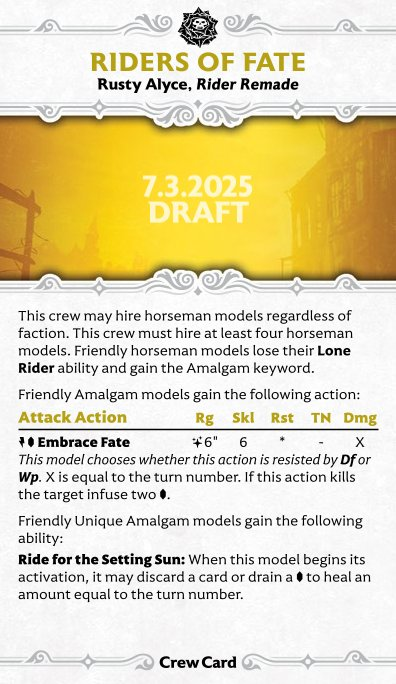 RIDERS OF FATE
Rusty Alyce, Rider Remade
7.3.2025
DRAFT
This crew may hire horseman models regardless of
faction. This crew must hire at least four horseman
models. Friendly horseman models lose their Lone
Rider ability and gain the Amalgam keyword.
Friendly Amalgam models gain the following action:
Attack Action Rg Skl Rst TN Dmg
Embrace Fate 6" 6 * - X
This model chooses whether this action is resisted by Df or
Wp. X is equal to the turn number. If this action kills
the target infuse two .
Friendly Unique Amalgam models gain the following
ability:
Ride for the Setting Sun: When this model begins its
activation, it may discard a card or drain a to heal an
amount equal to the turn number.
Crew Card